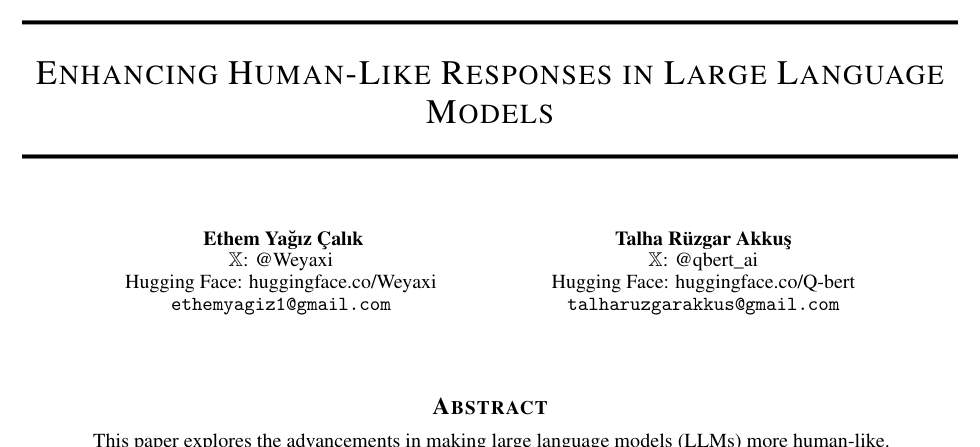 ENHANCING HUMAN-LIKE RESPONSES IN LARGE LANGUAGE
MODELS
Ethem Yağız Çalık
𝕏: @Weyaxi
Hugging Face: huggingface.co/Weyaxi
ethemyagiz1@gmail.com
Talha Rüzgar Akkuş
𝕏: @qbert_ai
Hugging Face: huggingface.co/Q-bert
talharuzgarakkus@gmail.com
ABSTRACT
This paper explores the advancements in making large language models (LLMs) more human-like.